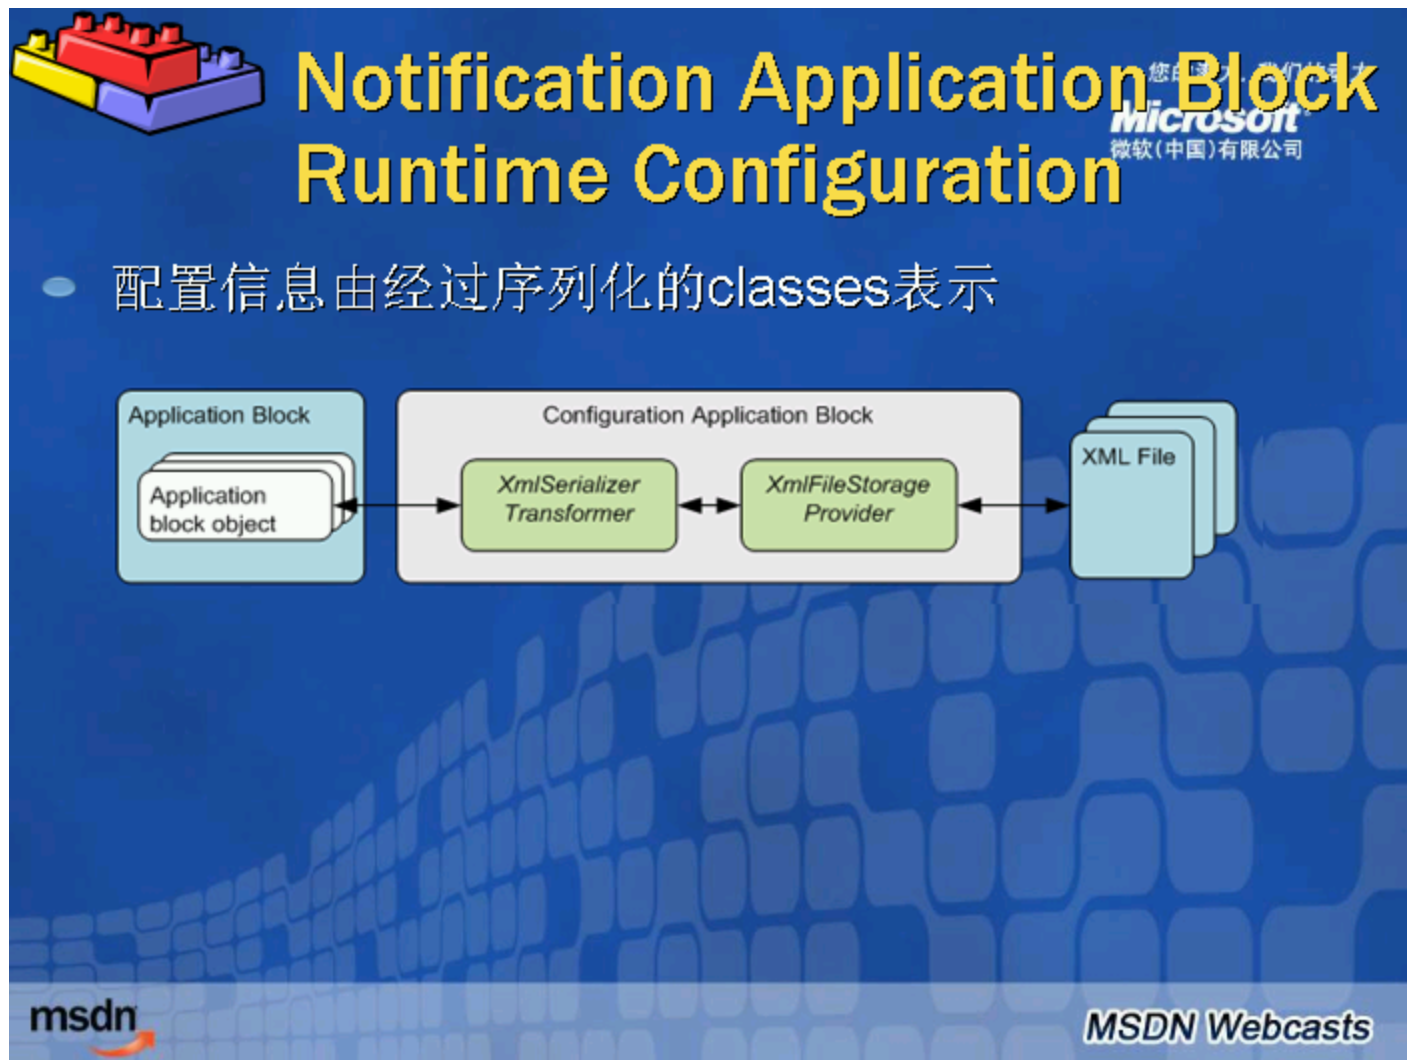 Notification Application Block
Runtime Configuration
Microsoft
微软(中国)有限公司
配置信息由经过序列化的classes表示
Application Block
Application
block object
Configuration Application Block
XmlSerializer
Transformer
XmlFileStorage
Provider
XML File
msdn
MSDN Webcasts